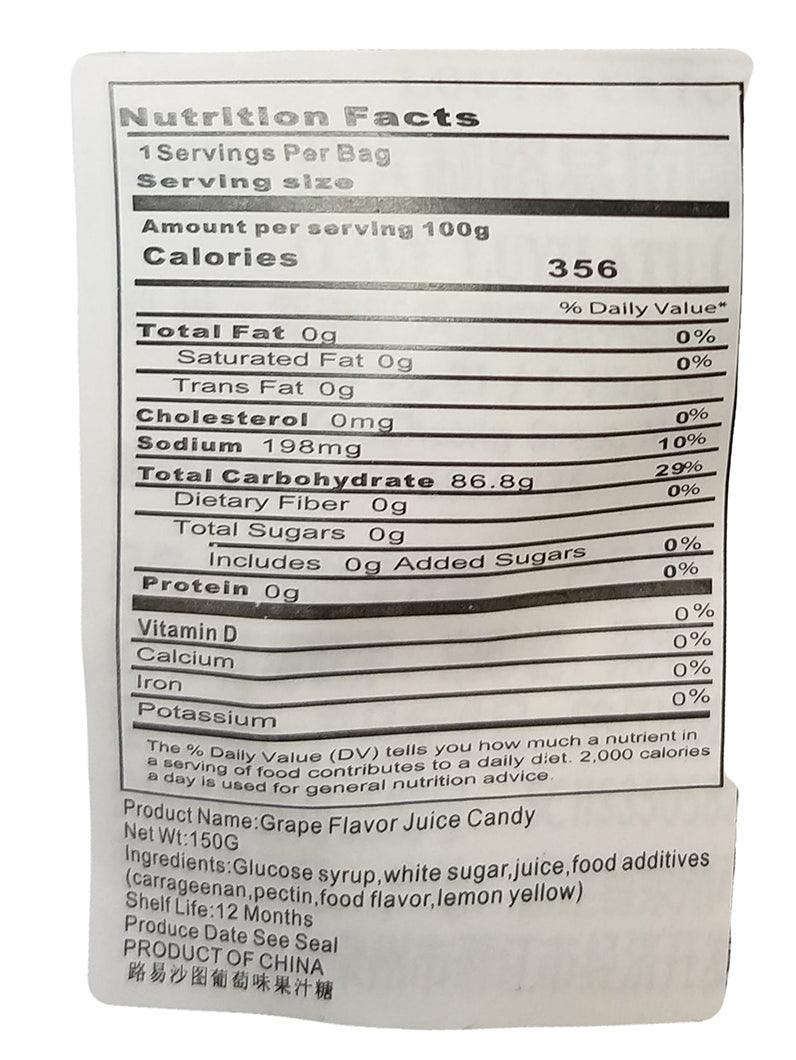 Nutrition Facts
1 Servings Per Bag
Serving size
Amount per serving 100g
Calories 356
% Daily Value*
Total Fat 0g 0%
Saturated Fat 0g 0%
Trans Fat 0g
Cholesterol 0mg 0%
Sodium 198mg 10%
Total Carbohydrate 86.8g 29%
Dietary Fiber 0g 0%
Total Sugars 0g
Includes 0g Added Sugars 0%
Protein 0g 0%
Vitamin D 0%
Calcium 0%
Iron 0%
Potassium 0%
The % Daily Value (DV) tells you how much a nutrient in
a serving of food contributes to a daily diet. 2,000 calories
a day is used for general nutrition advice.
Product Name:Grape Flavor Juice Candy
Net Wt:150G
Ingredients:Glucose syrup,white sugar,juice,food additives
(carrageenan,pectin,food flavor,lemon yellow)
Shelf Life:12 Months
Produce Date See Seal
PRODUCT OF CHINA
路易沙图葡萄味果汁糖